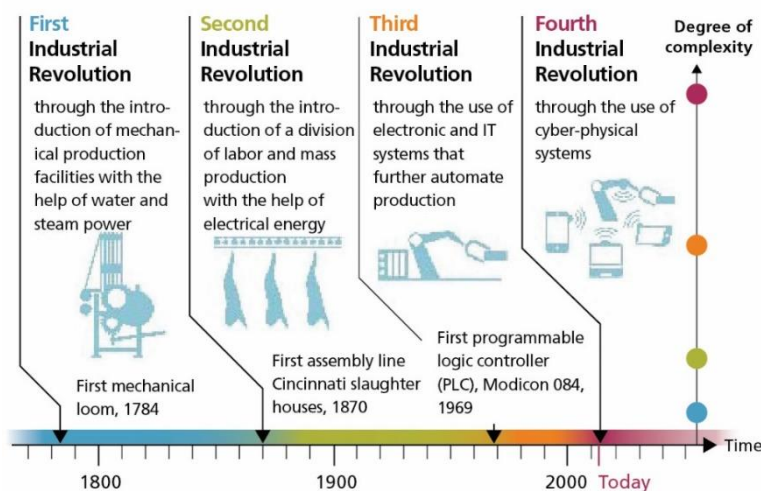 First
Industrial
Revolution
through the intro-
duction of mechan-
ical production
facilities with the
help of water and
steam power
First mechanical
loom, 1784
Second
Industrial
Revolution
through the intro-
duction of a division
of labor and mass
production
with the help of
electrical energy
First assembly line
Cincinnati slaughter
houses, 1870
Third
Industrial
Revolution
through the use of
electronic and IT
systems that
further automate
production
First programmable
logic controller
(PLC), Modicon 084,
1969
Fourth
Industrial
Revolution
through the use of
cyber-physical
systems
Degree of
complexity
Time
1800
1900
2000
Today